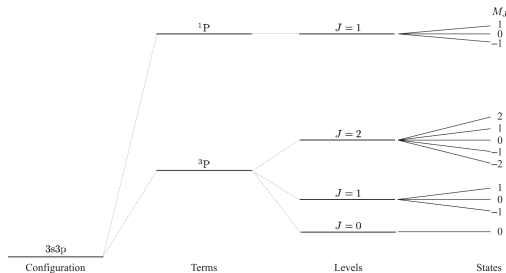 M_J
¹P
J = 1
1
0
−1
J = 2
2
1
0
−1
−2
³P
J = 1
1
0
−1
J = 0
0
3s3p
Configuration Terms Levels States